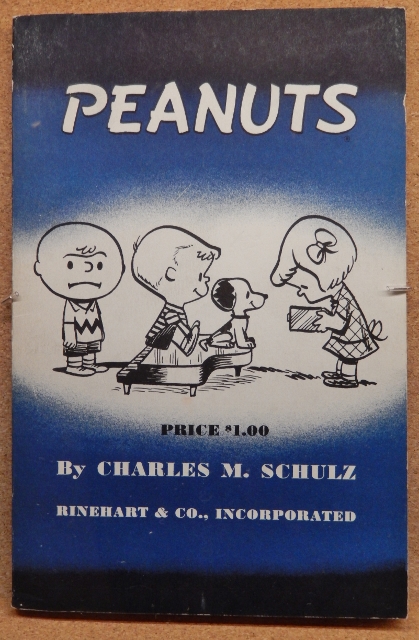 PEANUTS
PRICE $1.00
By CHARLES M. SCHULZ
RINEHART & CO., INCORPORATED